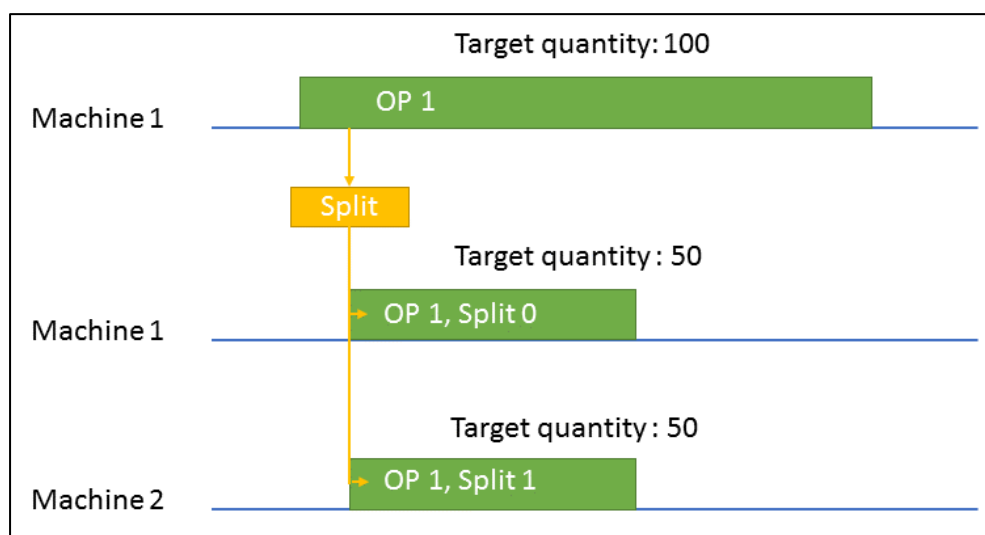 Target quantity: 100
OP 1
Machine 1
Split
Target quantity : 50
OP 1, Split 0
Machine 1
Target quantity : 50
OP 1, Split 1
Machine 2